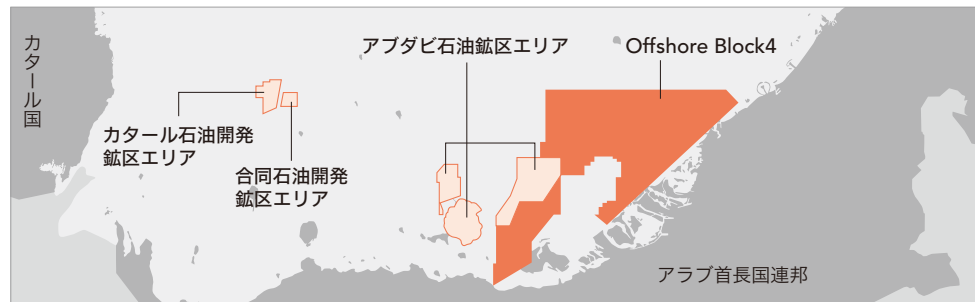 カタール国
アブダビ石油鉱区エリア
Offshore Block4
カタール石油開発
鉱区エリア
合同石油開発
鉱区エリア
アラブ首長国連邦